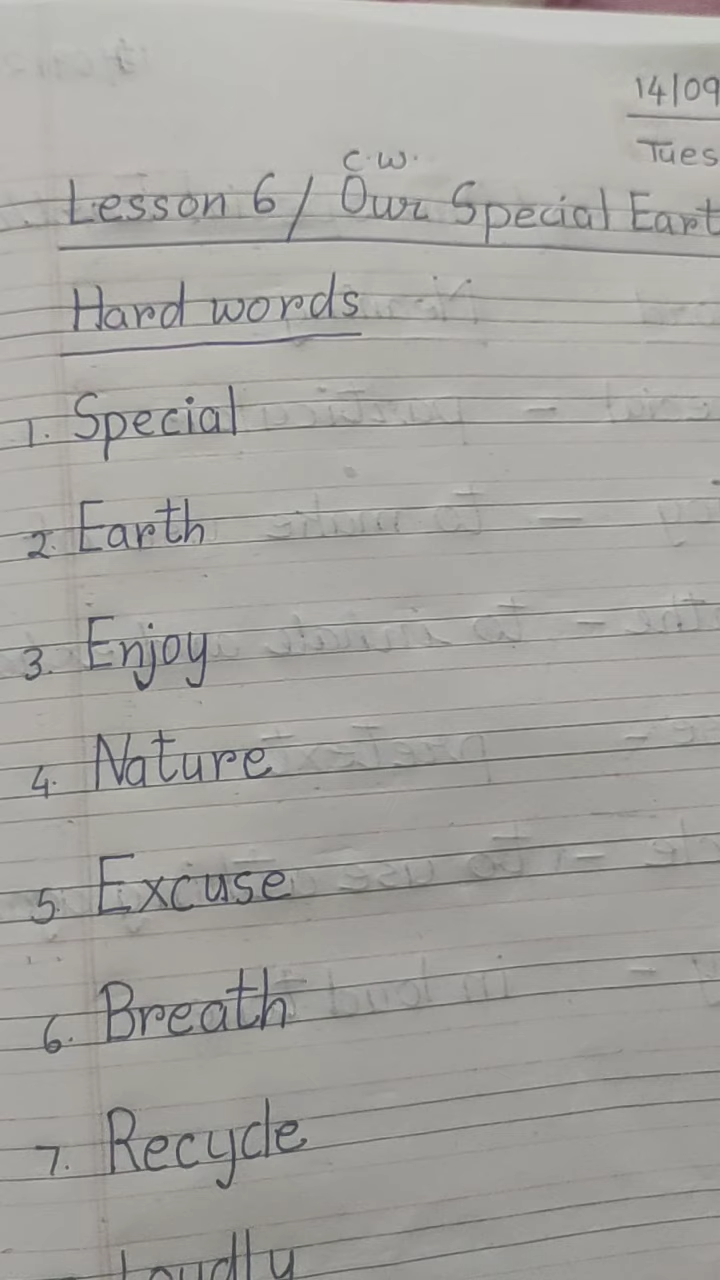 14/09
Tues
C.W.
Lesson 6 / Our Special Eart
Hard words
1. Special
2. Earth
3. Enjoy
4. Nature
5. Excuse
6. Breath
7. Recycle
Loudly